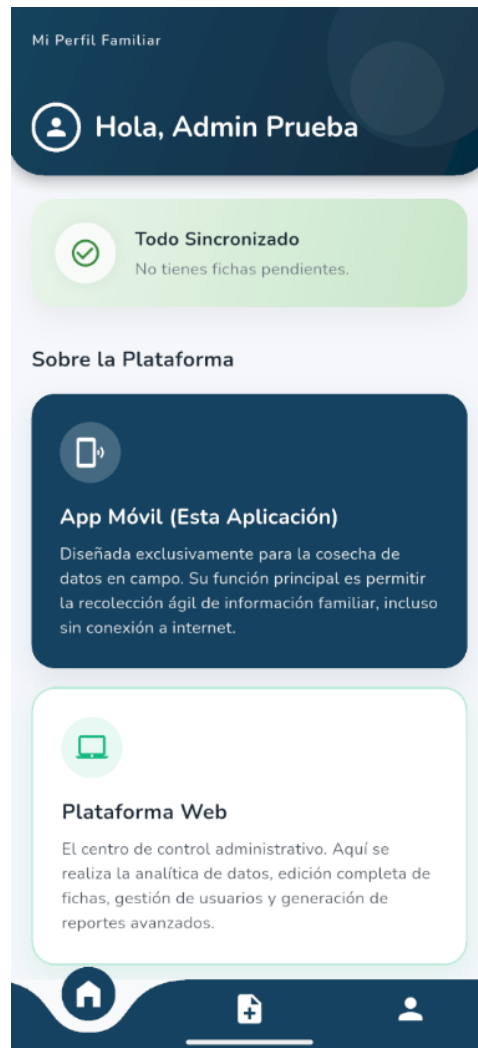 Mi Perfil Familiar
Hola, Admin Prueba
Todo Sincronizado
No tienes fichas pendientes.
Sobre la Plataforma
App Móvil (Esta Aplicación)
Diseñada exclusivamente para la cosecha de
datos en campo. Su función principal es permitir
la recolección ágil de información familiar, incluso
sin conexión a internet.
Plataforma Web
El centro de control administrativo. Aquí se
realiza la analítica de datos, edición completa de
fichas, gestión de usuarios y generación de
reportes avanzados.